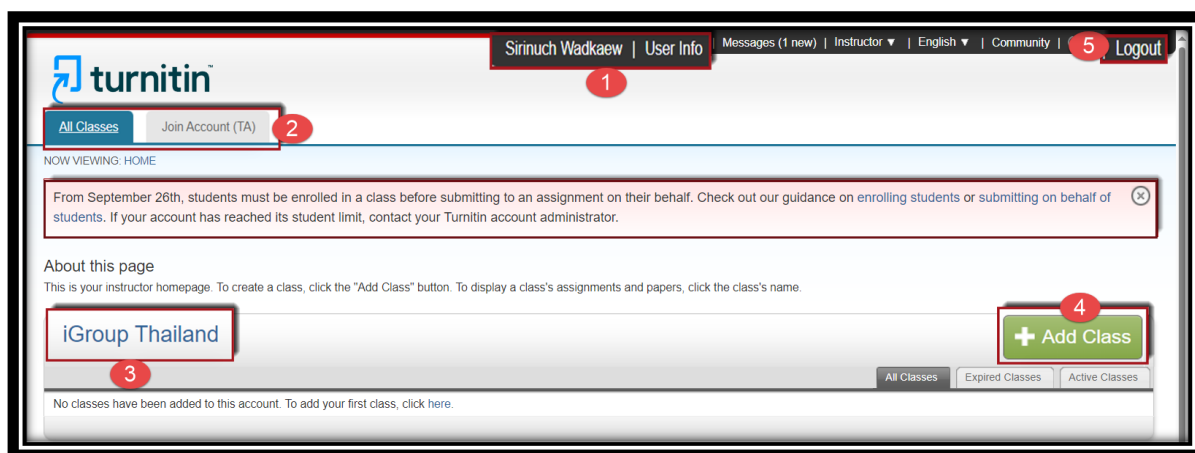 Sirinuch Wadkaew | User Info | Messages (1 new) | Instructor ▼ | English ▼ | Community | 5 Logout
1
turnitin
All Classes Join Account (TA) 2
NOW VIEWING: HOME
From September 26th, students must be enrolled in a class before submitting to an assignment on their behalf. Check out our guidance on enrolling students or submitting on behalf of
students. If your account has reached its student limit, contact your Turnitin account administrator.
About this page
This is your instructor homepage. To create a class, click the "Add Class" button. To display a class's assignments and papers, click the class's name.
4
iGroup Thailand + Add Class
3
All Classes Expired Classes Active Classes
No classes have been added to this account. To add your first class, click here.